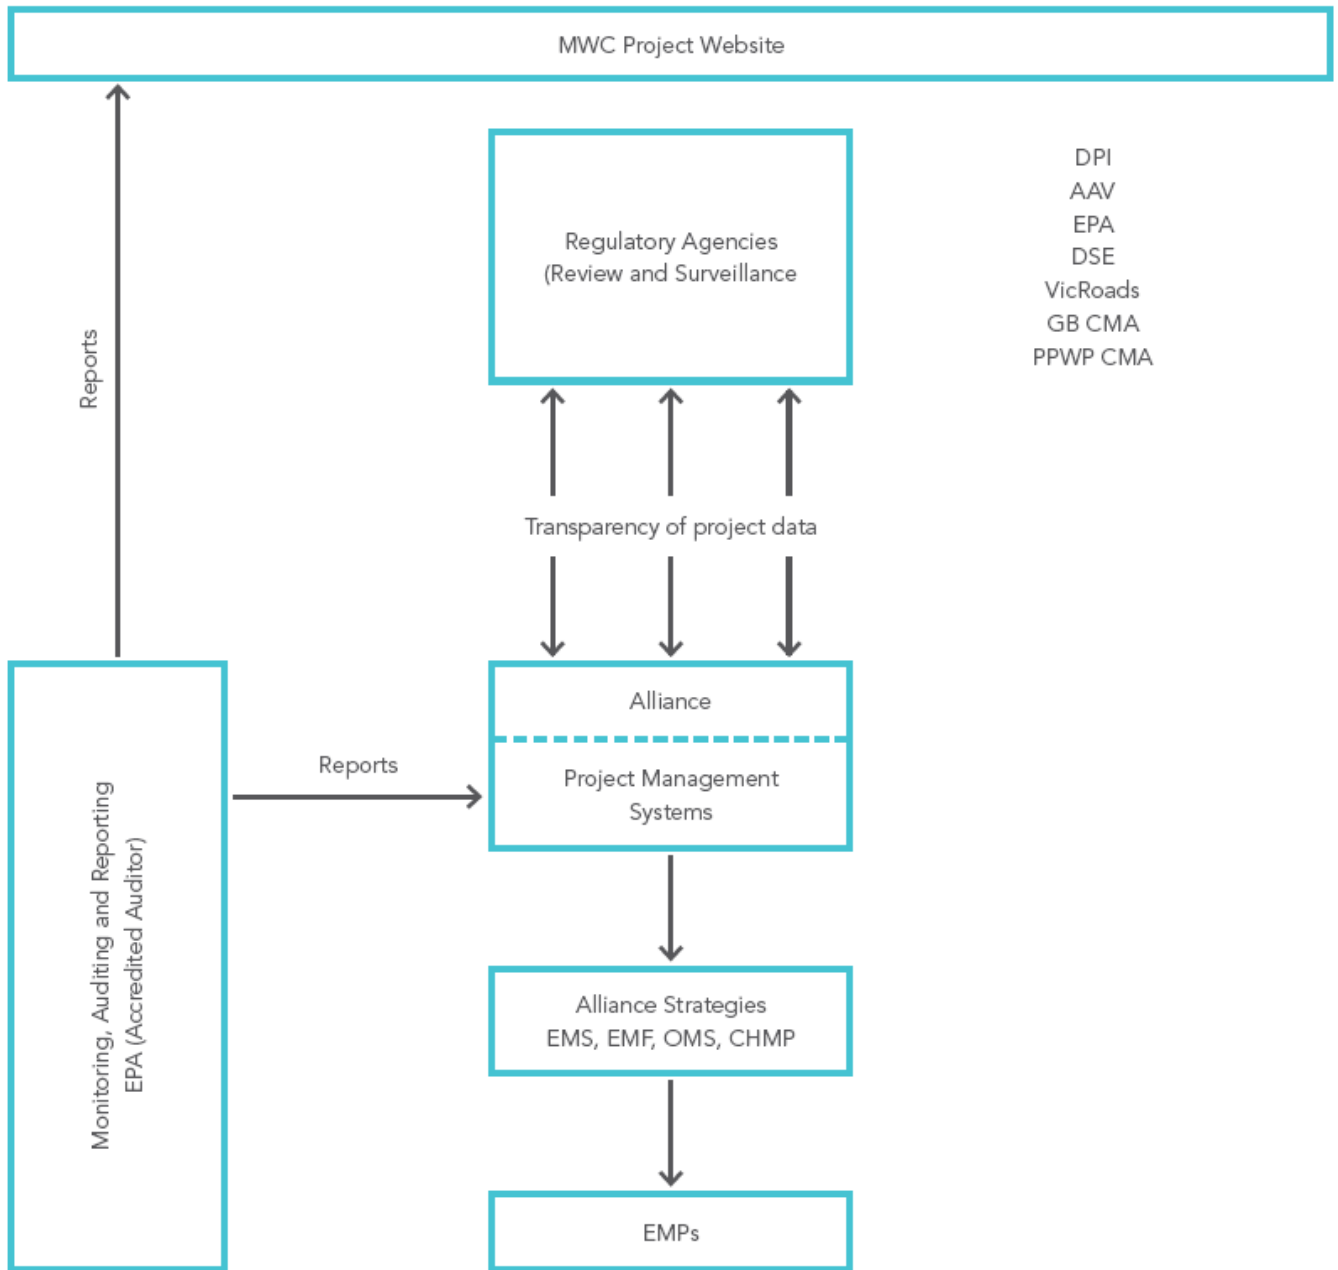 MWC Project Website
DPI
AAV
EPA
DSE
VicRoads
GB CMA
PPWP CMA
Regulatory Agencies
(Review and Surveillance
Reports
Transparency of project data
Alliance
Project Management
Systems
Reports
Monitoring, Auditing and Reporting
EPA (Accredited Auditor)
Alliance Strategies
EMS, EMF, OMS, CHMP
EMPs